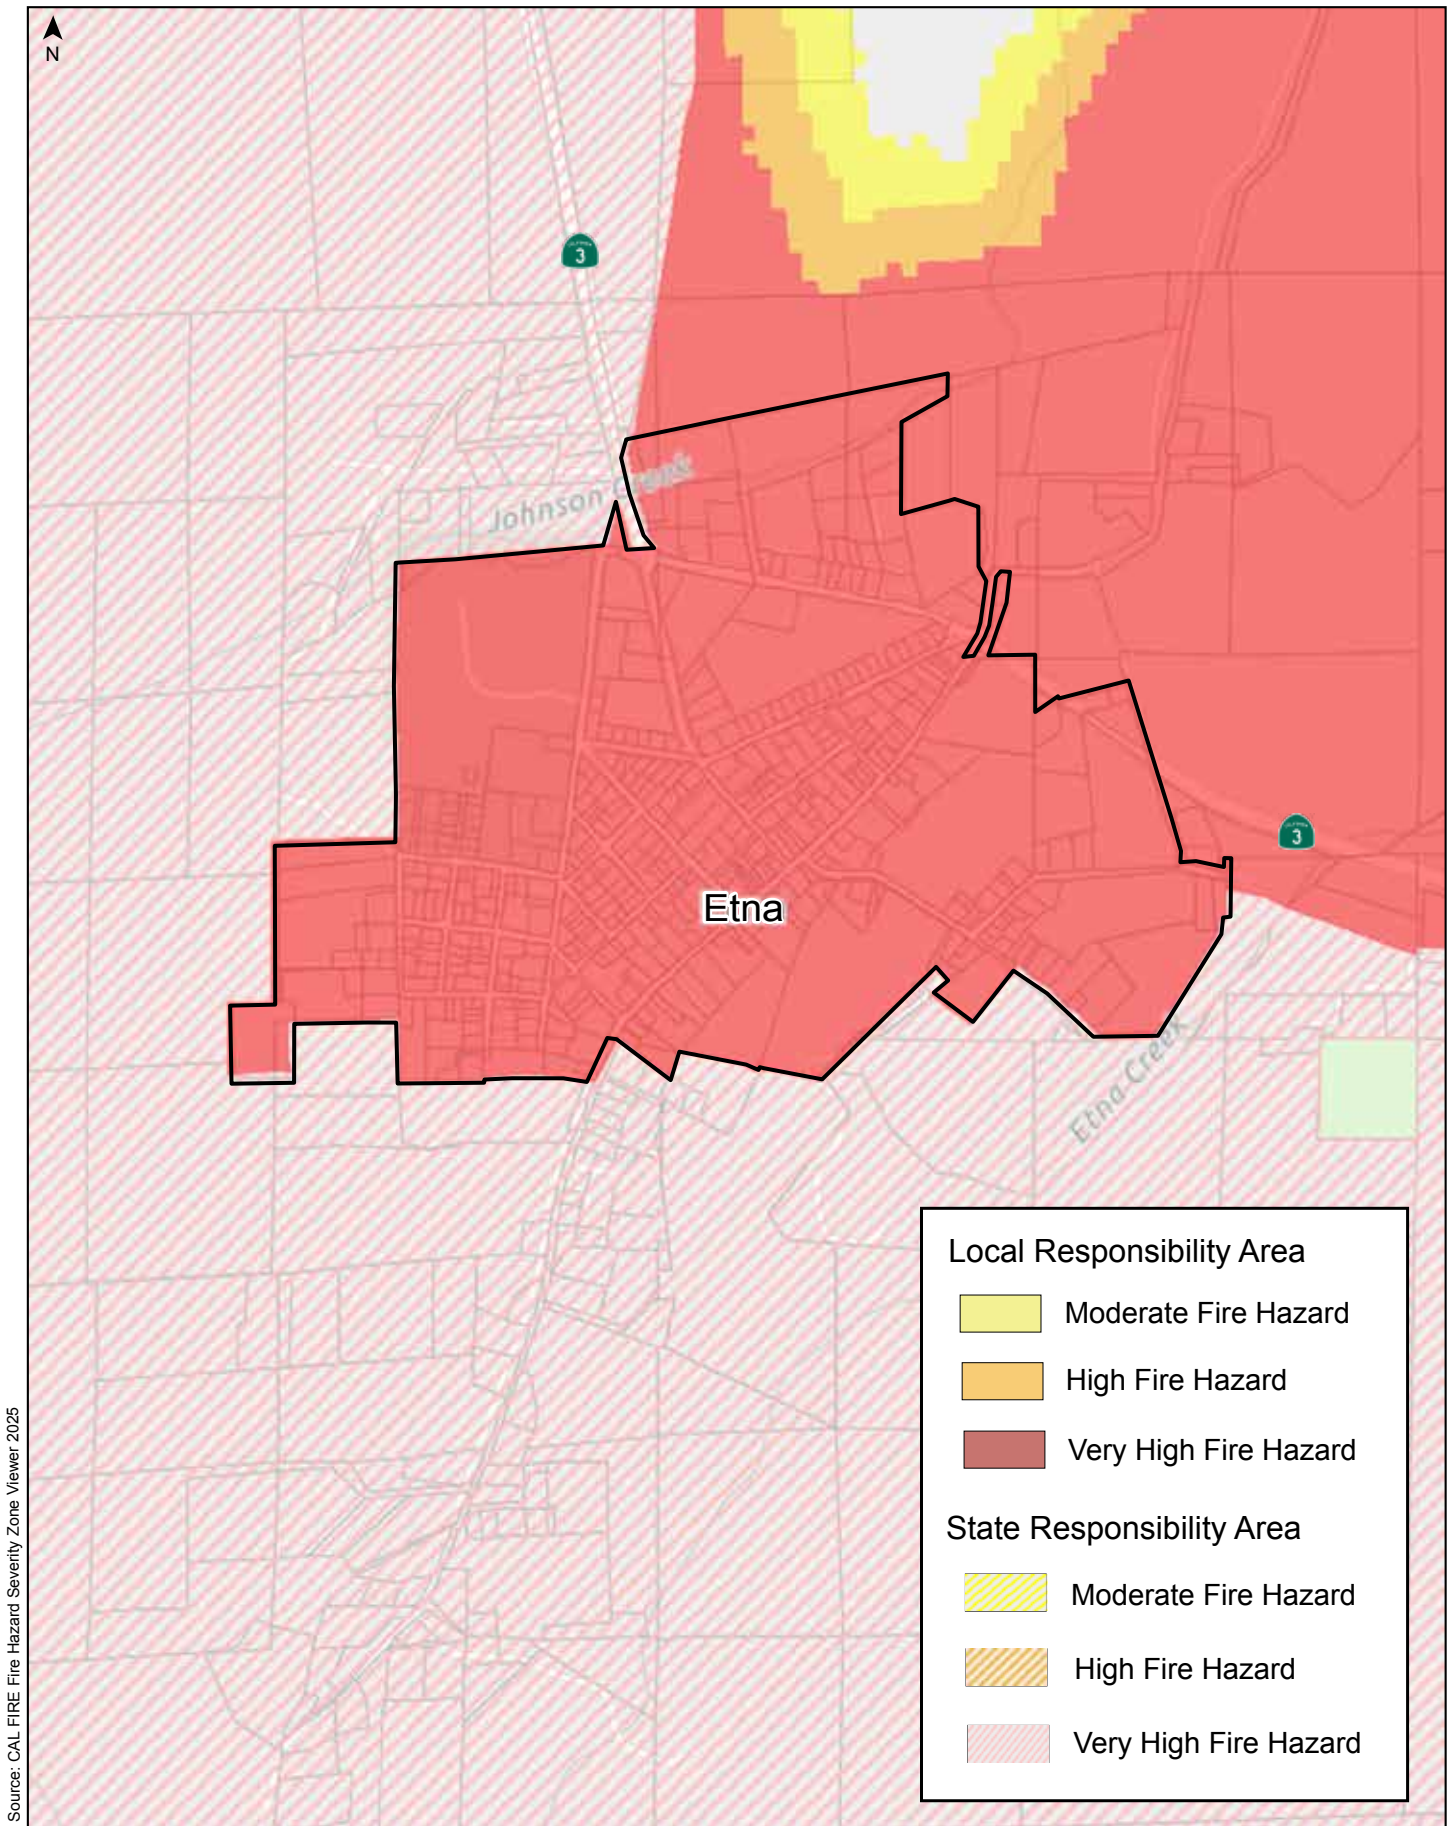 N
3
Johnson Creek
3
Etna
Etna Creek
Local Responsibility Area
Moderate Fire Hazard
High Fire Hazard
Very High Fire Hazard
State Responsibility Area
Moderate Fire Hazard
High Fire Hazard
Very High Fire Hazard
Source: CAL FIRE Fire Hazard Severity Zone Viewer 2025